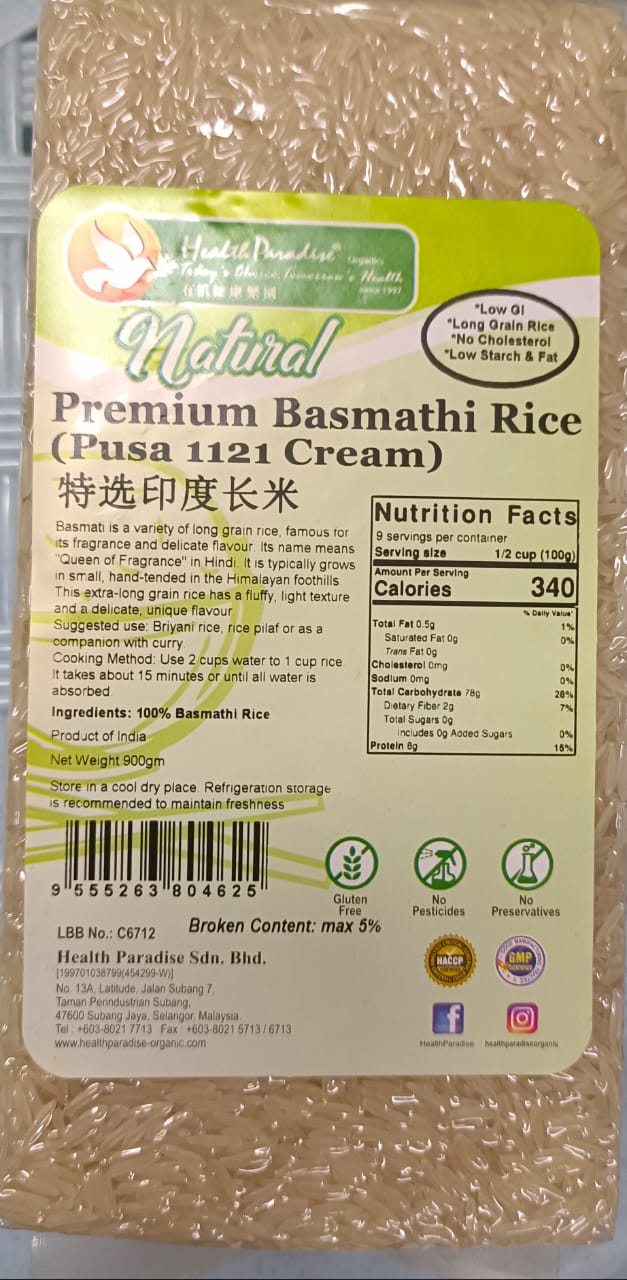 Health Paradise®
Organics
Today's Choice, Tomorrow's Health
有機健康樂園
since 1997
Natural
*Low GI
*Long Grain Rice
*No Cholesterol
*Low Starch & Fat
Premium Basmathi Rice
(Pusa 1121 Cream)
特选印度长米
Basmati is a variety of long grain rice, famous for
its fragrance and delicate flavour. Its name means
"Queen of Fragrance" in Hindi. It is typically grows
in small, hand-tended in the Himalayan foothills.
This extra-long grain rice has a fluffy, light texture
and a delicate, unique flavour.
Suggested use: Briyani rice, rice pilaf or as a
companion with curry.
Cooking Method: Use 2 cups water to 1 cup rice.
It takes about 15 minutes or until all water is
absorbed.
Ingredients: 100% Basmathi Rice
Product of India
Net Weight 900gm
Store in a cool dry place. Refrigeration storage
is recommended to maintain freshness
Nutrition Facts
9 servings per container
Serving size 1/2 cup (100g)
Amount Per Serving
Calories 340
% Daily Value*
Total Fat 0.5g 1%
Saturated Fat 0g 0%
Trans Fat 0g
Cholesterol 0mg 0%
Sodium 0mg 0%
Total Carbohydrate 78g 28%
Dietary Fiber 2g 7%
Total Sugars 0g
Includes 0g Added Sugars 0%
Protein 8g 16%
9 555263 804625
Gluten
Free
No
Pesticides
No
Preservatives
LBB No.: C6712
Broken Content: max 5%
Health Paradise Sdn. Bhd.
[199701038799(454299-W)]
No. 13A, Latitude, Jalan Subang 7,
Taman Perindustrian Subang,
47600 Subang Jaya, Selangor, Malaysia.
Tel : +603-8021 7713 Fax : +603-8021 5713 / 6713
www.healthparadise-organic.com
HACCP
CERTIFIED
GMP
HealthParadise
healthparadiseorganic